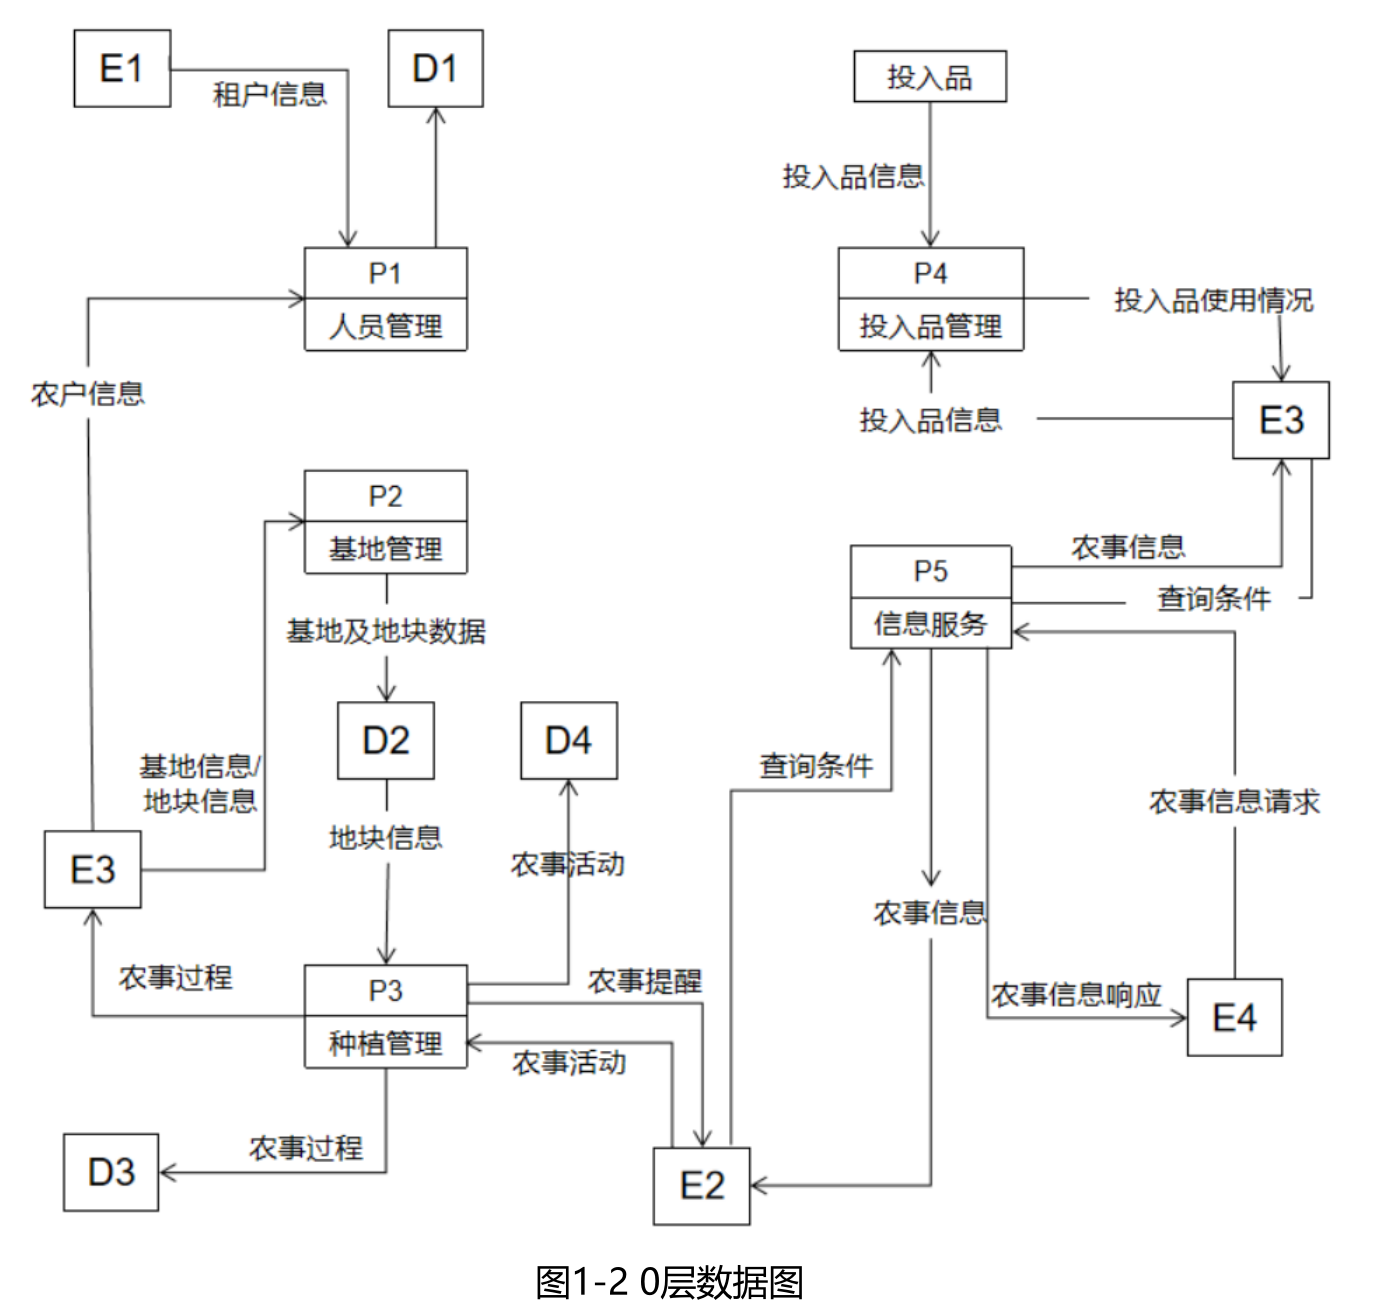 E1
D1
租户信息
投入品
投入品信息
P1
人员管理
P4
投入品管理
投入品使用情况
农户信息
投入品信息
E3
P2
基地管理
农事信息
P5
信息服务
查询条件
基地及地块数据
D2
D4
基地信息/
地块信息
查询条件
农事信息请求
地块信息
E3
农事活动
农事信息
农事过程
P3
种植管理
农事提醒
农事信息响应
E4
农事活动
D3
农事过程
E2
图1-2 0层数据图